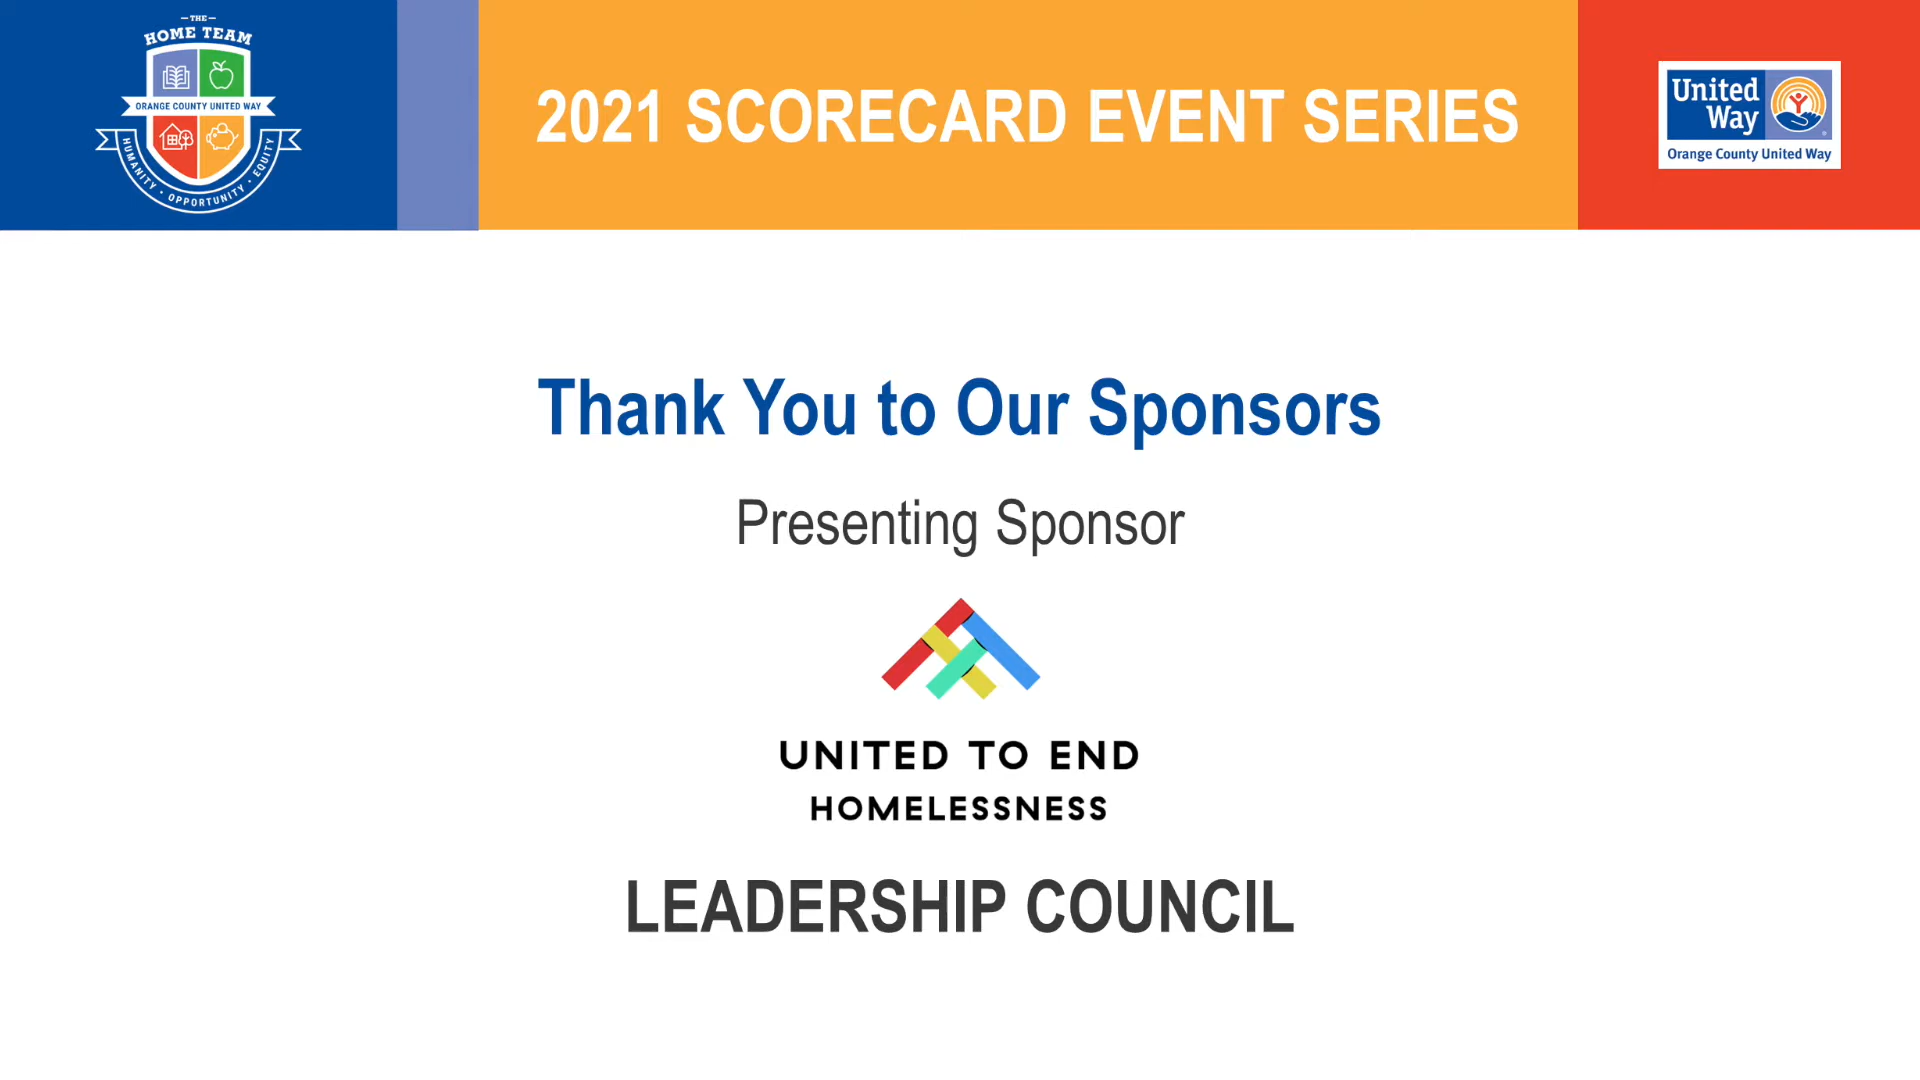 THE
HOME TEAM
ORANGE COUNTY UNITED WAY
HUMANITY • OPPORTUNITY • EQUITY
2021 SCORECARD EVENT SERIES
United
Way
®
Orange County United Way
Thank You to Our Sponsors
Presenting Sponsor
UNITED TO END
HOMELESSNESS
LEADERSHIP COUNCIL